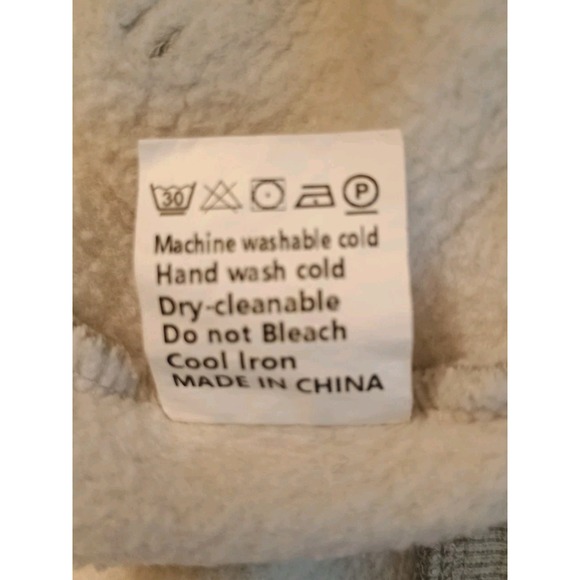 30 P
Machine washable cold
Hand wash cold
Dry-cleanable
Do not Bleach
Cool Iron
MADE IN CHINA